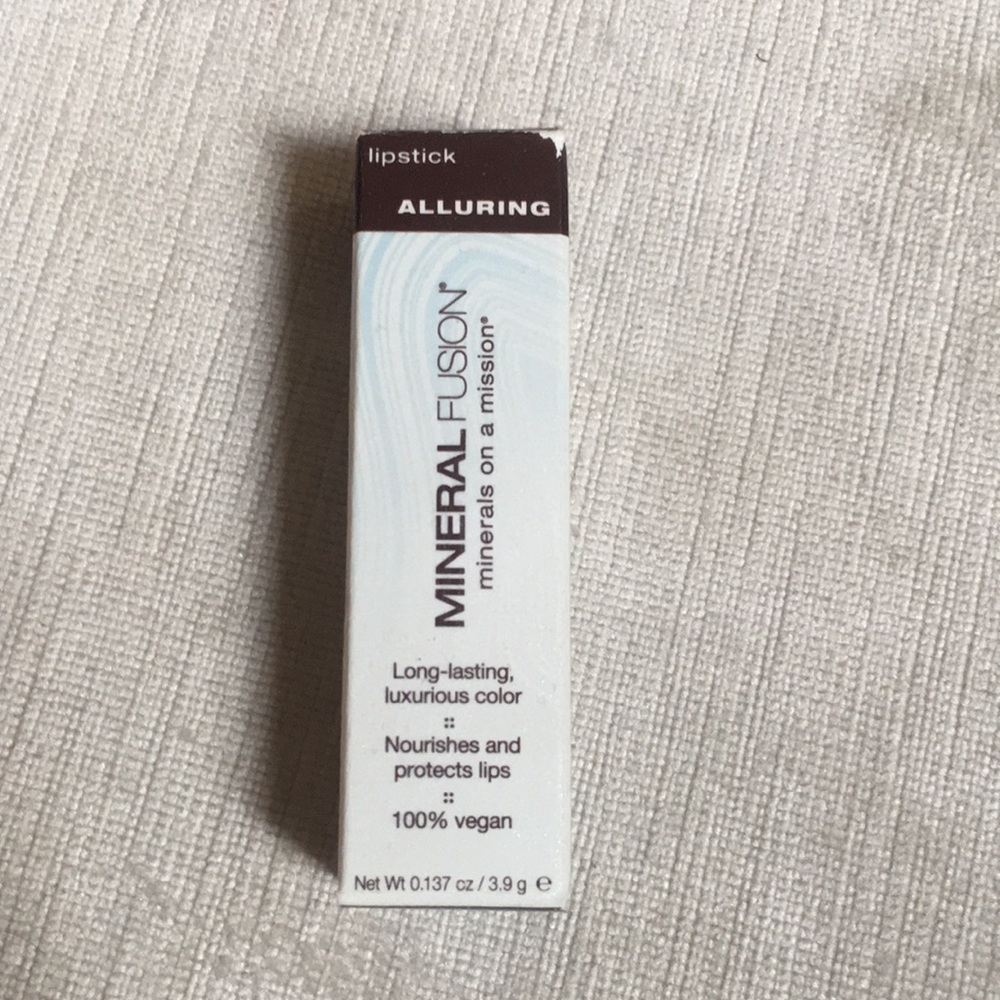 lipstick
ALLURING
MINERAL FUSION®
minerals on a mission®
Long-lasting,
luxurious color
Nourishes and
protects lips
100% vegan
Net Wt 0.137 oz / 3.9 g ℮